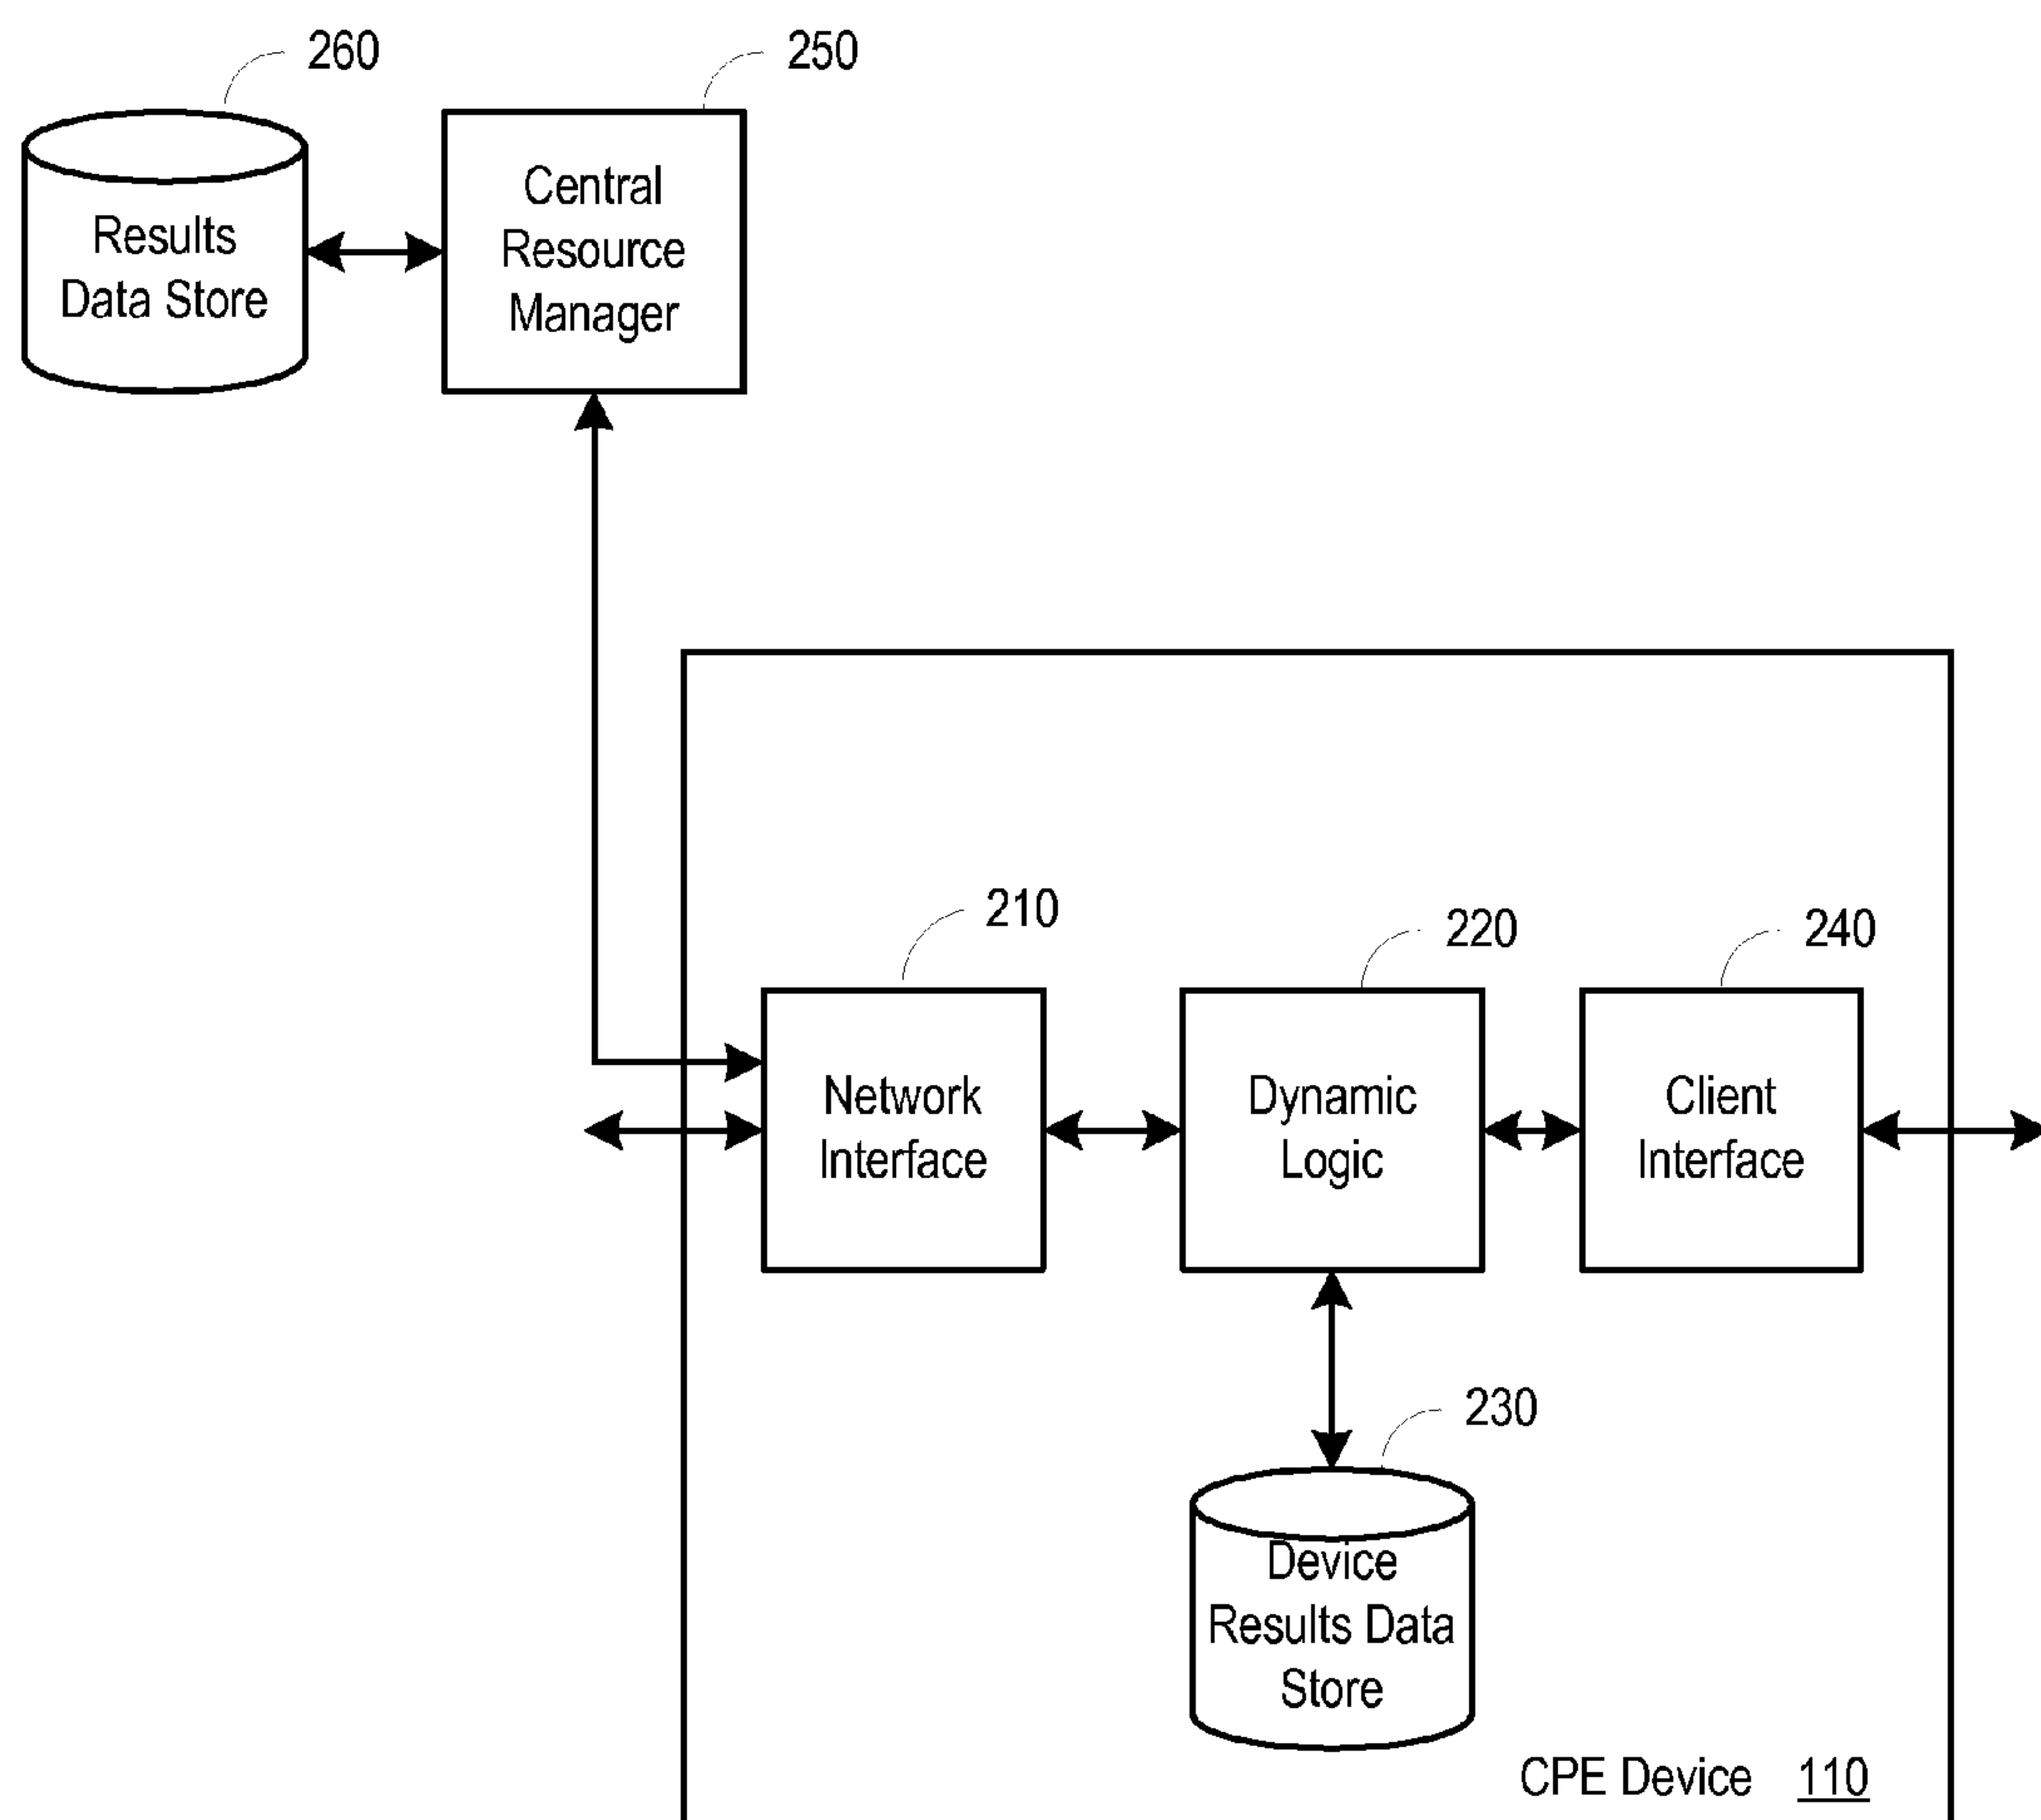 260
250
Results
Data Store
Central
Resource
Manager
210
220
240
Network
Interface
Dynamic
Logic
Client
Interface
230
Device
Results Data
Store
CPE Device 110